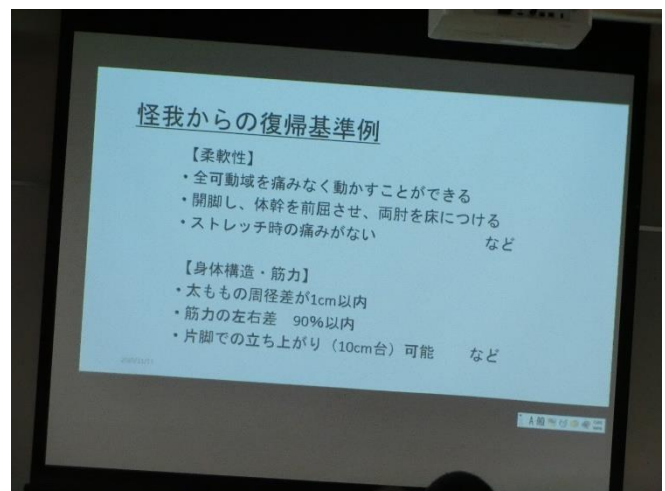 怪我からの復帰基準例
【柔軟性】
・全可動域を痛みなく動かすことができる
・開脚し、体幹を前屈させ、両肘を床につける
・ストレッチ時の痛みがない など
【身体構造・筋力】
・太ももの周径差が1cm以内
・筋力の左右差 90%以内
・片脚での立ち上がり（10cm台）可能 など
A 般